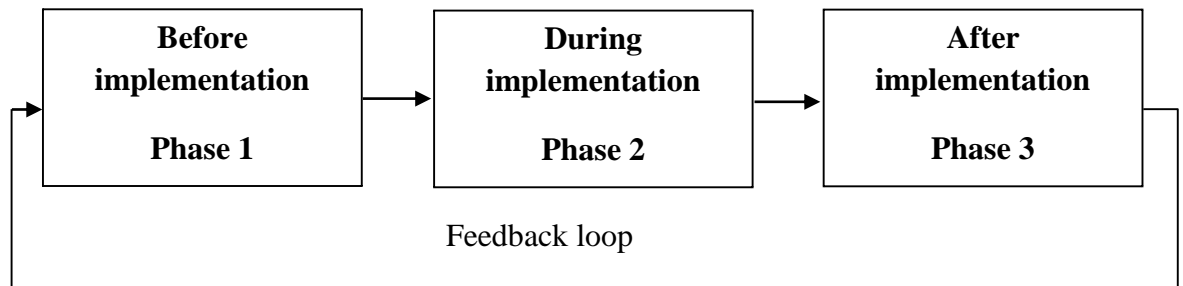 Before
implementation
Phase 1
During
implementation
Phase 2
After
implementation
Phase 3
Feedback loop